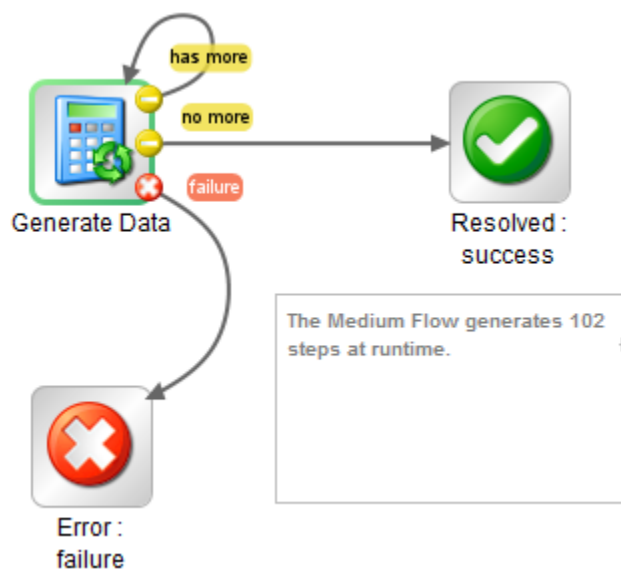 has more
no more
failure
Generate Data
Resolved :
success
The Medium Flow generates 102
steps at runtime.
Error :
failure